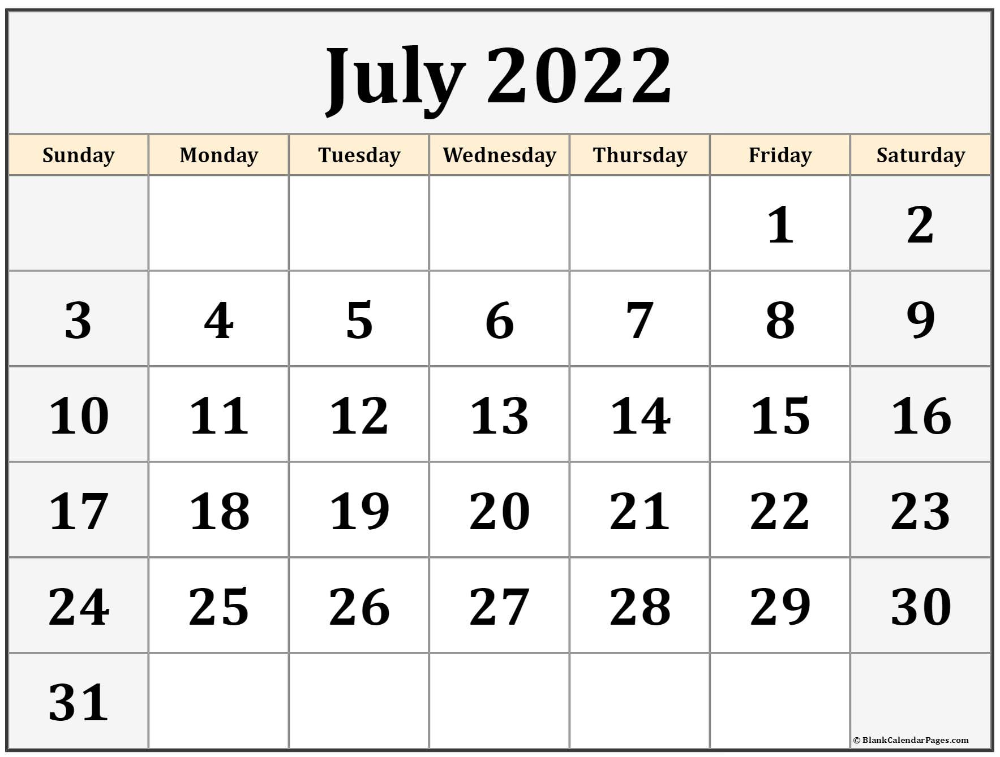 July 2022
Sunday Monday Tuesday Wednesday Thursday Friday Saturday
1 2
3 4 5 6 7 8 9
10 11 12 13 14 15 16
17 18 19 20 21 22 23
24 25 26 27 28 29 30
31
© BlankCalendarPages.com